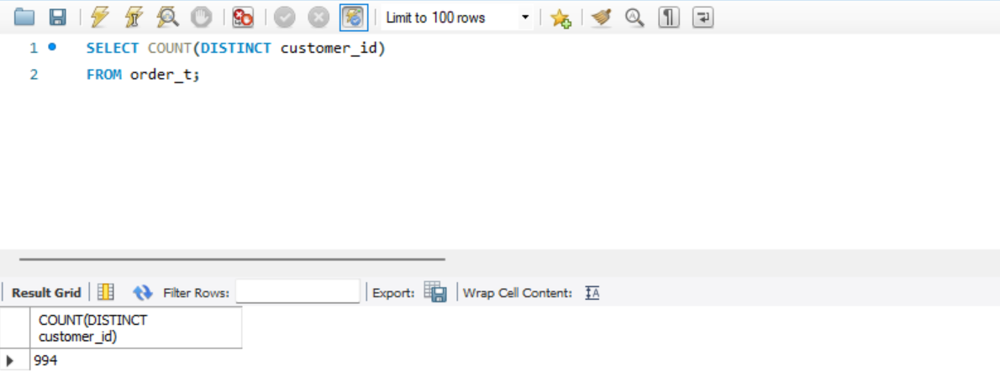 Limit to 100 rows
1 SELECT COUNT(DISTINCT customer_id)
2 FROM order_t;
Result Grid Filter Rows: Export: Wrap Cell Content: IA
COUNT(DISTINCT
customer_id)
994